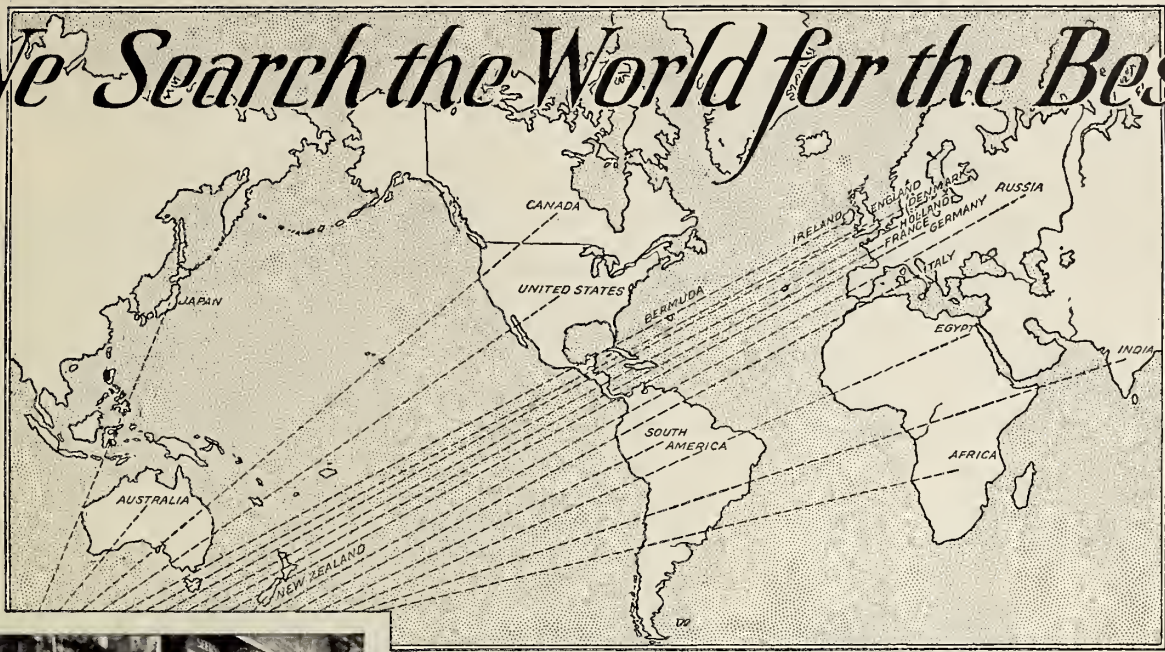 We Search the World for the Bes
CANADA
RUSSIA
ENGLAND
DENMARK
IRELAND
HOLLAND
FRANCE
GERMANY
ITALY
JAPAN
UNITED STATES
BERMUDA
EGYPT
INDIA
SOUTH
AMERICA
AFRICA
AUSTRALIA
NEW ZEALAND